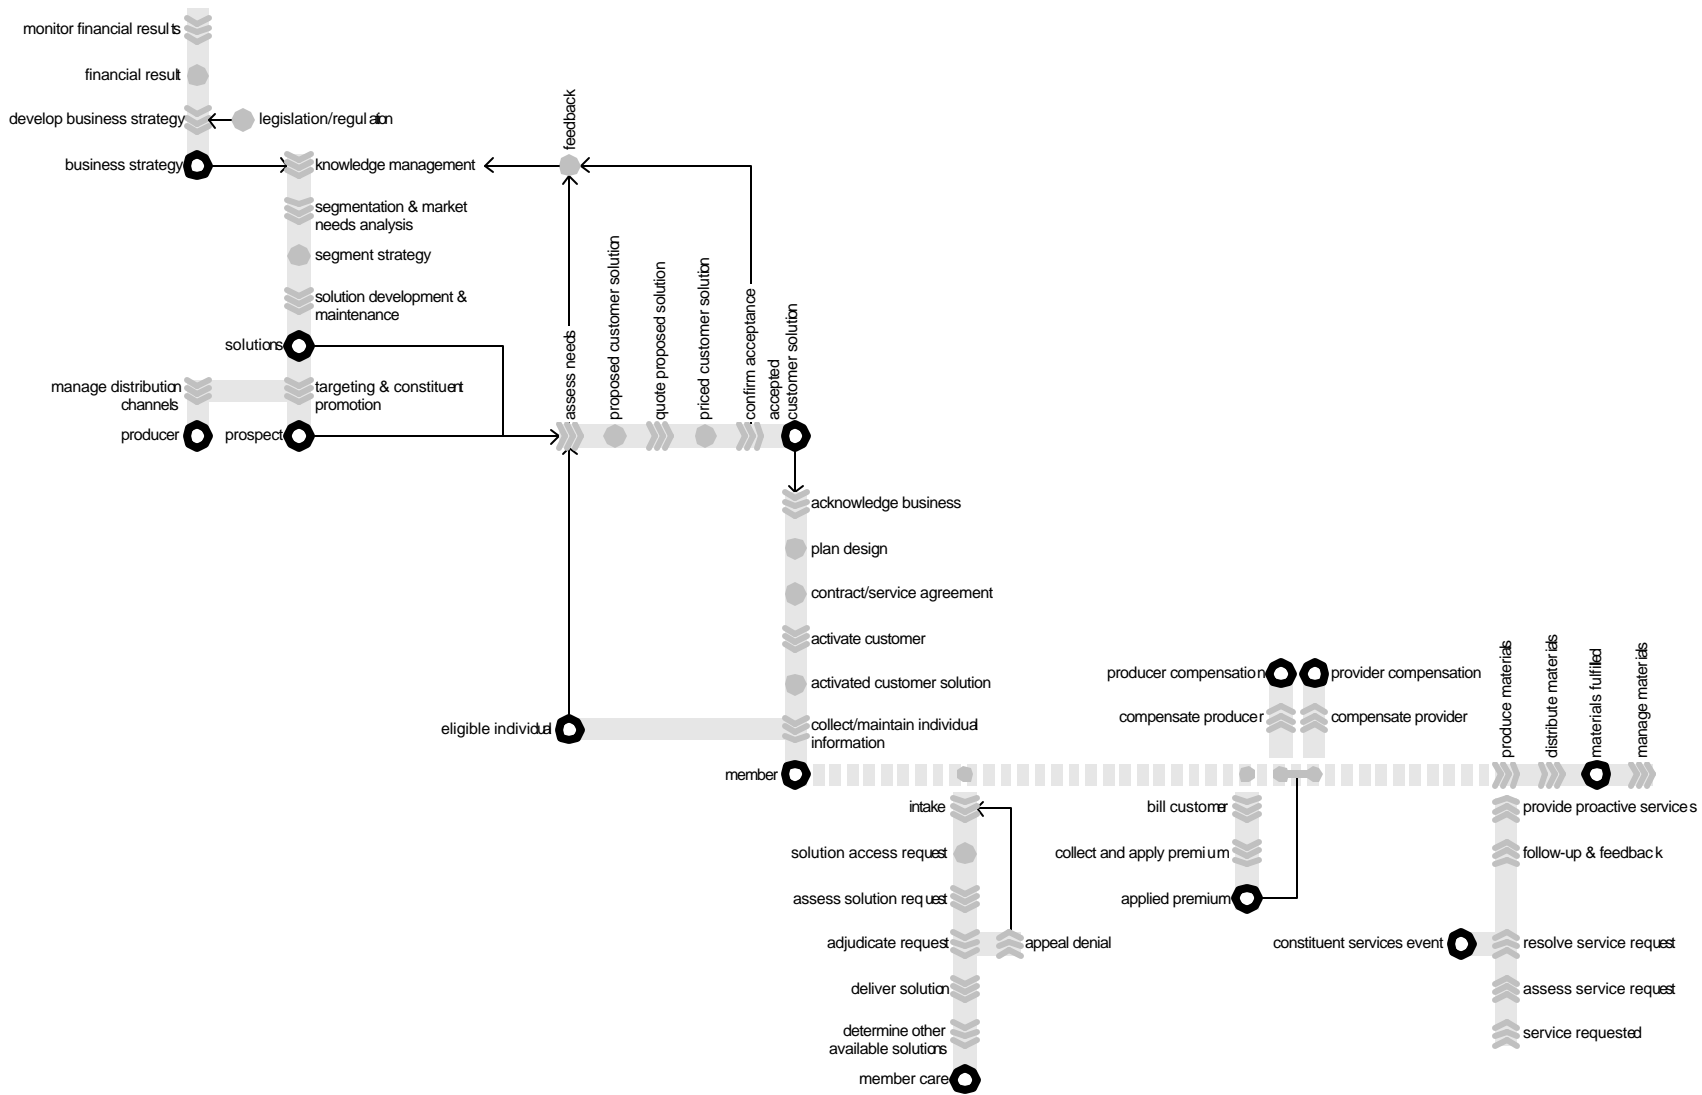 monitor financial results
financial result
develop business strategy
legislation/regulation
business strategy
knowledge management
feedback
segmentation & market
needs analysis
segment strategy
solution development &
maintenance
solutions
manage distribution
channels
targeting & constituent
promotion
producer
prospect
assess needs
proposed customer solution
quote proposed solution
priced customer solution
confirm acceptance
accepted
customer solution
acknowledge business
plan design
contract/service agreement
activate customer
activated customer solution
eligible individual
collect/maintain individual
information
member
producer compensation
provider compensation
compensate producer
compensate provider
produce materials
distribute materials
materials fulfilled
manage materials
intake
solution access request
assess solution request
adjudicate request
appeal denial
deliver solution
determine other
available solutions
member care
bill customer
collect and apply premium
applied premium
provide proactive services
follow-up & feedback
constituent services event
resolve service request
assess service request
service requested